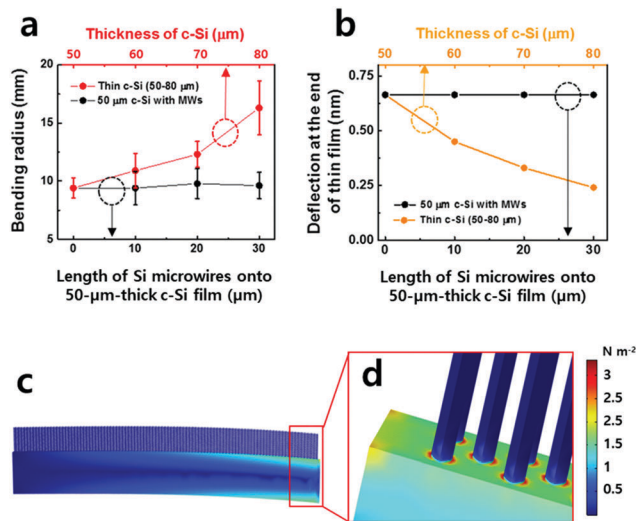 a
Thickness of c-Si (μm)
50 60 70 80
20
15
10
5
Bending radius (mm)
Thin c-Si (50-80 μm)
50 μm c-Si with MWs
0 10 20 30
Length of Si microwires onto
50-μm-thick c-Si film (μm)
b
Thickness of c-Si (μm)
50 60 70 80
0.75
0.50
0.25
0.00
Deflection at the end
of thin film (nm)
50 μm c-Si with MWs
Thin c-Si (50-80 μm)
0 10 20 30
Length of Si microwires onto
50-μm-thick c-Si film (μm)
c
d
N m-2
3
2.5
2
1.5
1
0.5